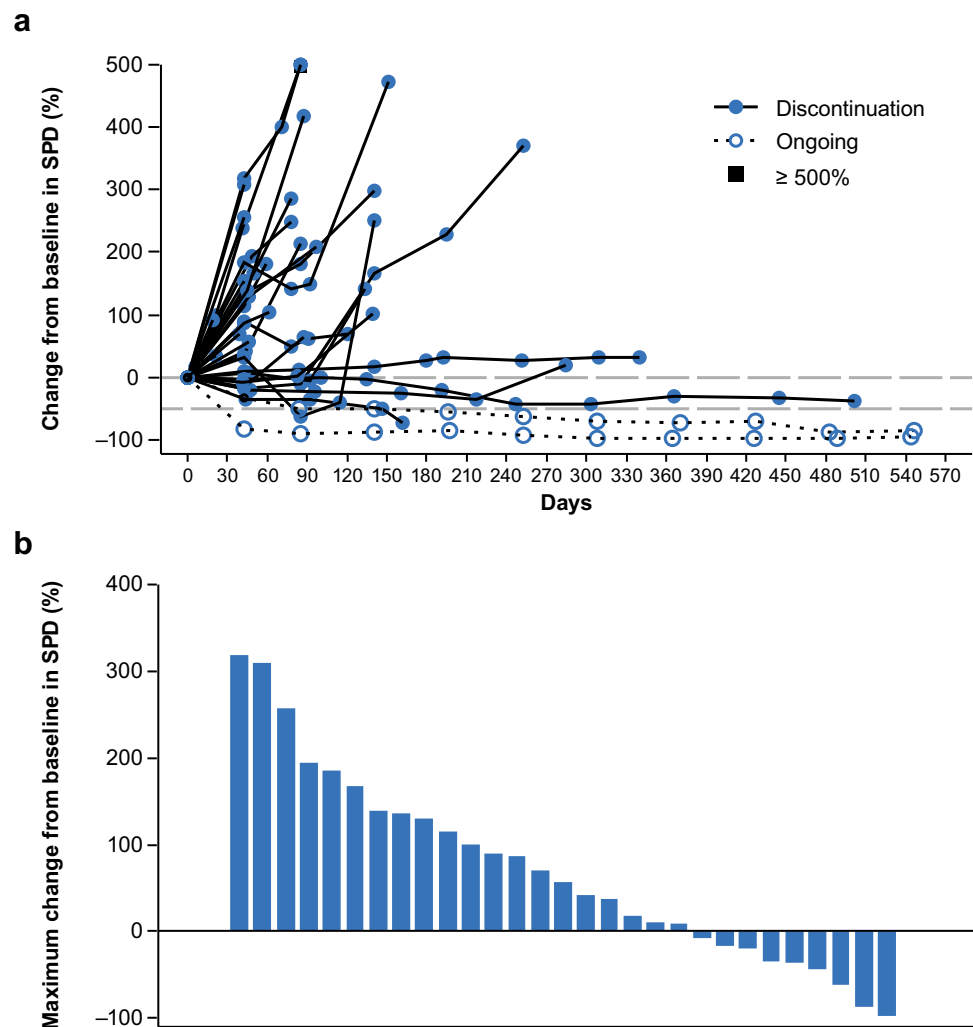 a
Change from baseline in SPD (%)
500
400
300
200
100
0
–100
Discontinuation
Ongoing
≥ 500%
0 30 60 90 120 150 180 210 240 270 300 330 360 390 420 450 480 510 540 570
Days
b
Maximum change from baseline in SPD (%)
400
300
200
100
0
–100